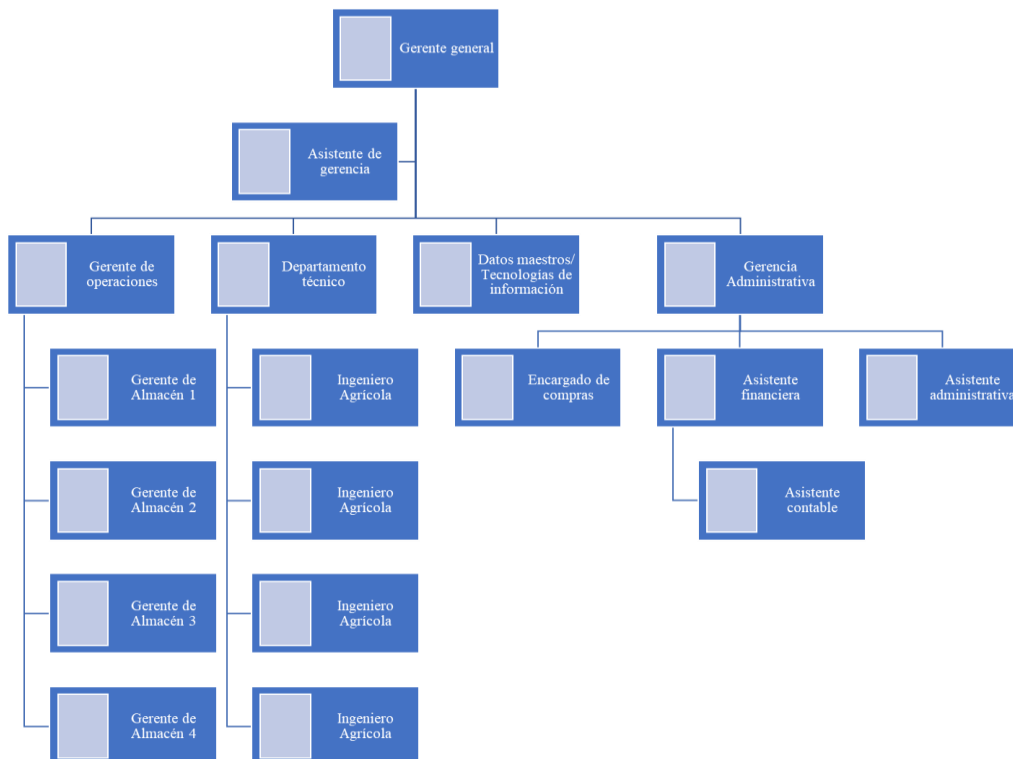 Gerente general
Asistente de
gerencia
Gerente de
operaciones
Departamento
técnico
Datos maestros/
Tecnologías de
información
Gerencia
Administrativa
Gerente de
Almacén 1
Ingeniero
Agrícola
Encargado de
compras
Asistente
financiera
Asistente
administrativa
Gerente de
Almacén 2
Ingeniero
Agrícola
Asistente
contable
Gerente de
Almacén 3
Ingeniero
Agrícola
Gerente de
Almacén 4
Ingeniero
Agrícola